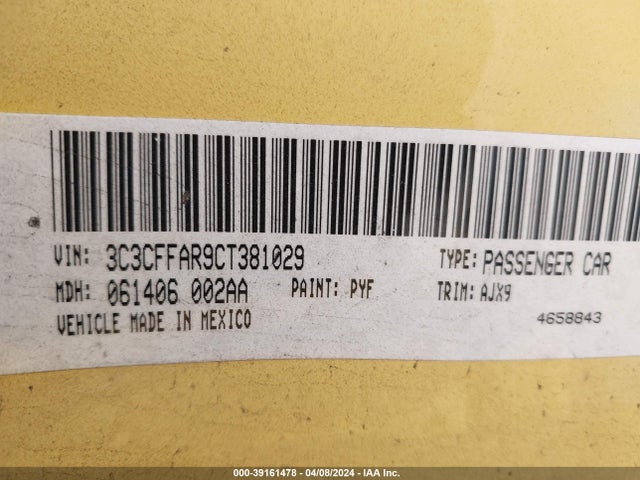 VIN: 3C3CFFAR9CT381029 TYPE: PASSENGER CAR
MDH: 061406 002AA PAINT: PYF TRIM: AJX9
VEHICLE MADE IN MEXICO 4658843
000-39161478 - 04/08/2024 - IAA Inc.